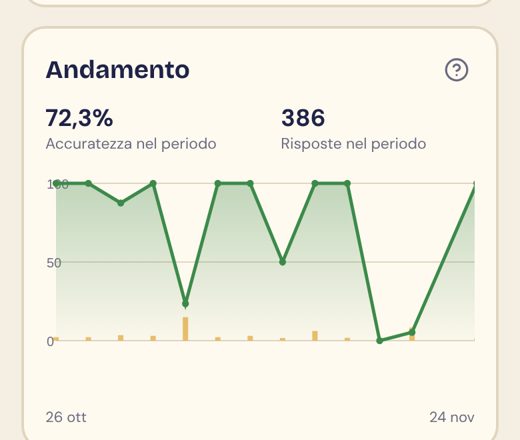 Andamento
72,3% 386
Accuratezza nel periodo Risposte nel periodo
100
50
0
26 ott 24 nov